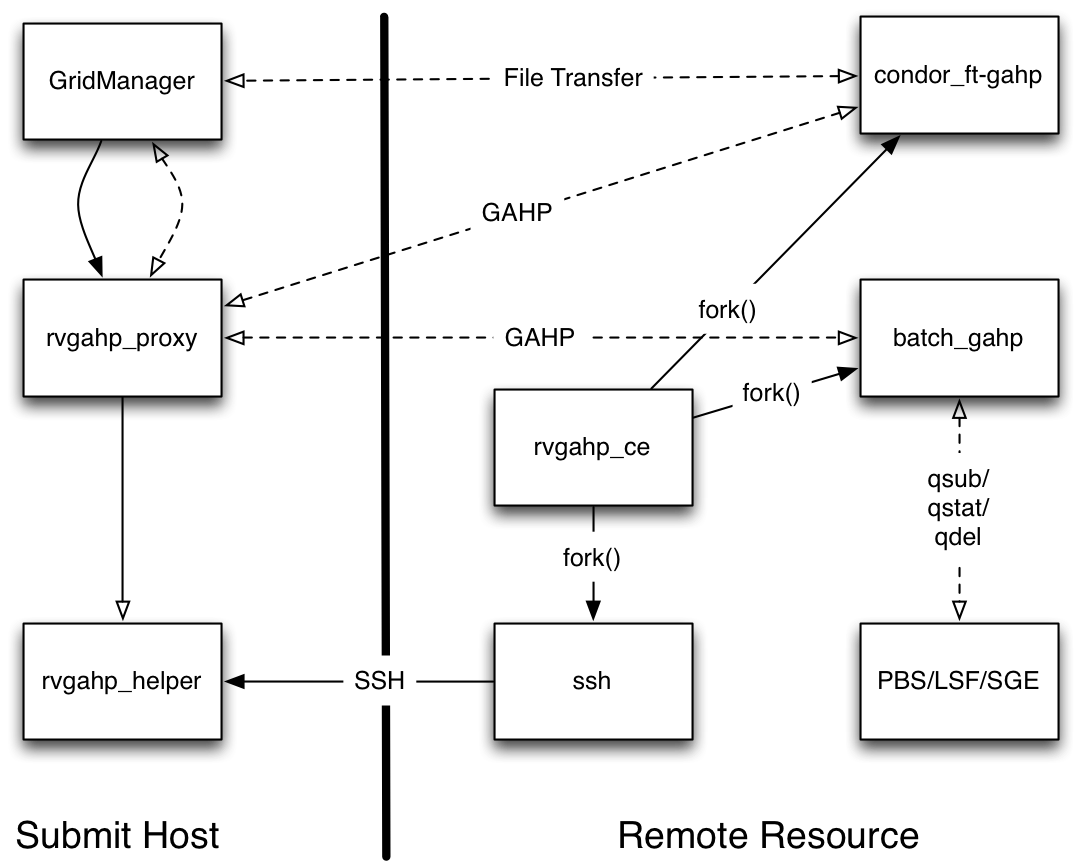 GridManager
File Transfer
condor_ft-gahp
GAHP
fork()
rvgahp_proxy
GAHP
batch_gahp
fork()
rvgahp_ce
qsub/
qstat/
qdel
fork()
rvgahp_helper
SSH
ssh
PBS/LSF/SGE
Submit Host
Remote Resource